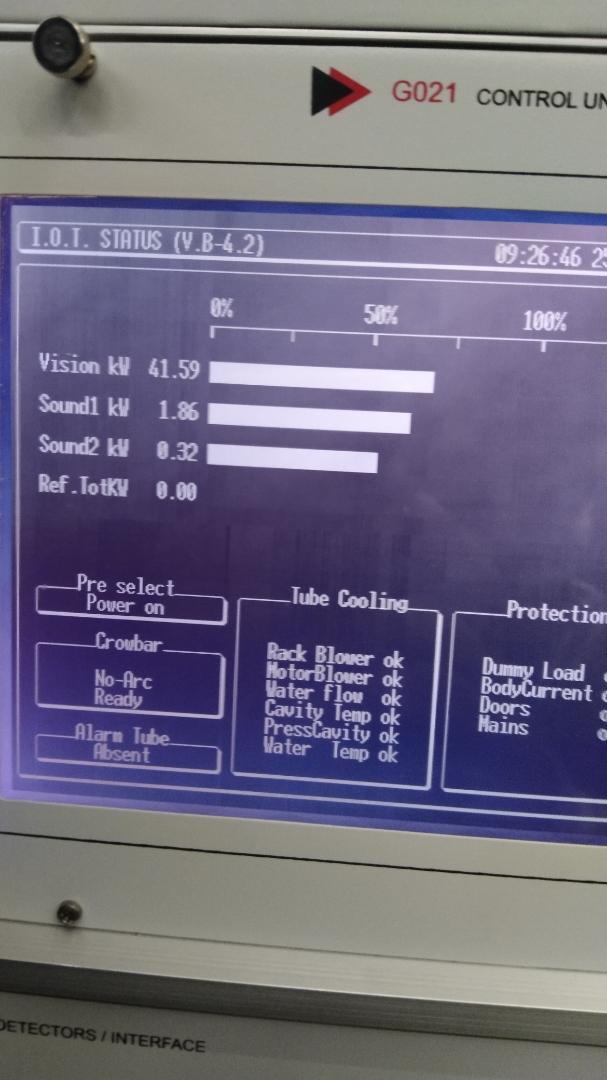 G021 CONTROL
I.O.T. STATUS (V.B-4.2) 09:26:46
0% 50% 100%
Vision kW 41.59
Sound1 kW 1.86
Sound2 kW 0.32
Ref.TotKW 0.00
Pre select
Power on
Crowbar
No-Arc
Ready
Alarm Tube
Absent
Tube Cooling
Rack Blower ok
MotorBlower ok
Water flow ok
Cavity Temp ok
PressCavity ok
Water Temp ok
Protection
Dummy Load
BodyCurrent
Doors
Mains
DETECTORS / INTERFACE